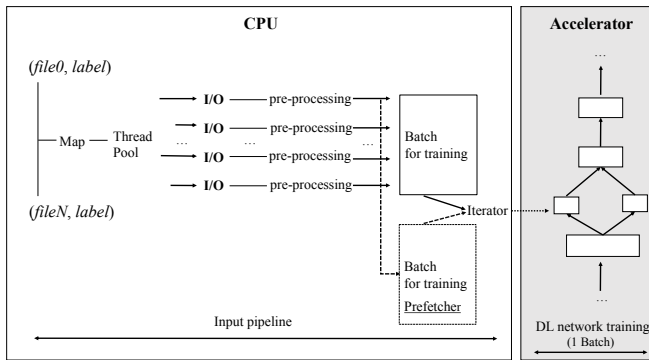 CPU
Accelerator
(file0, label)
Map
Thread
Pool
(fileN, label)
I/O
pre-processing
I/O
pre-processing
...
...
...
I/O
pre-processing
I/O
pre-processing
Batch
for training
Iterator
Batch
for training
Prefetcher
Input pipeline
...
...
DL network training
(1 Batch)